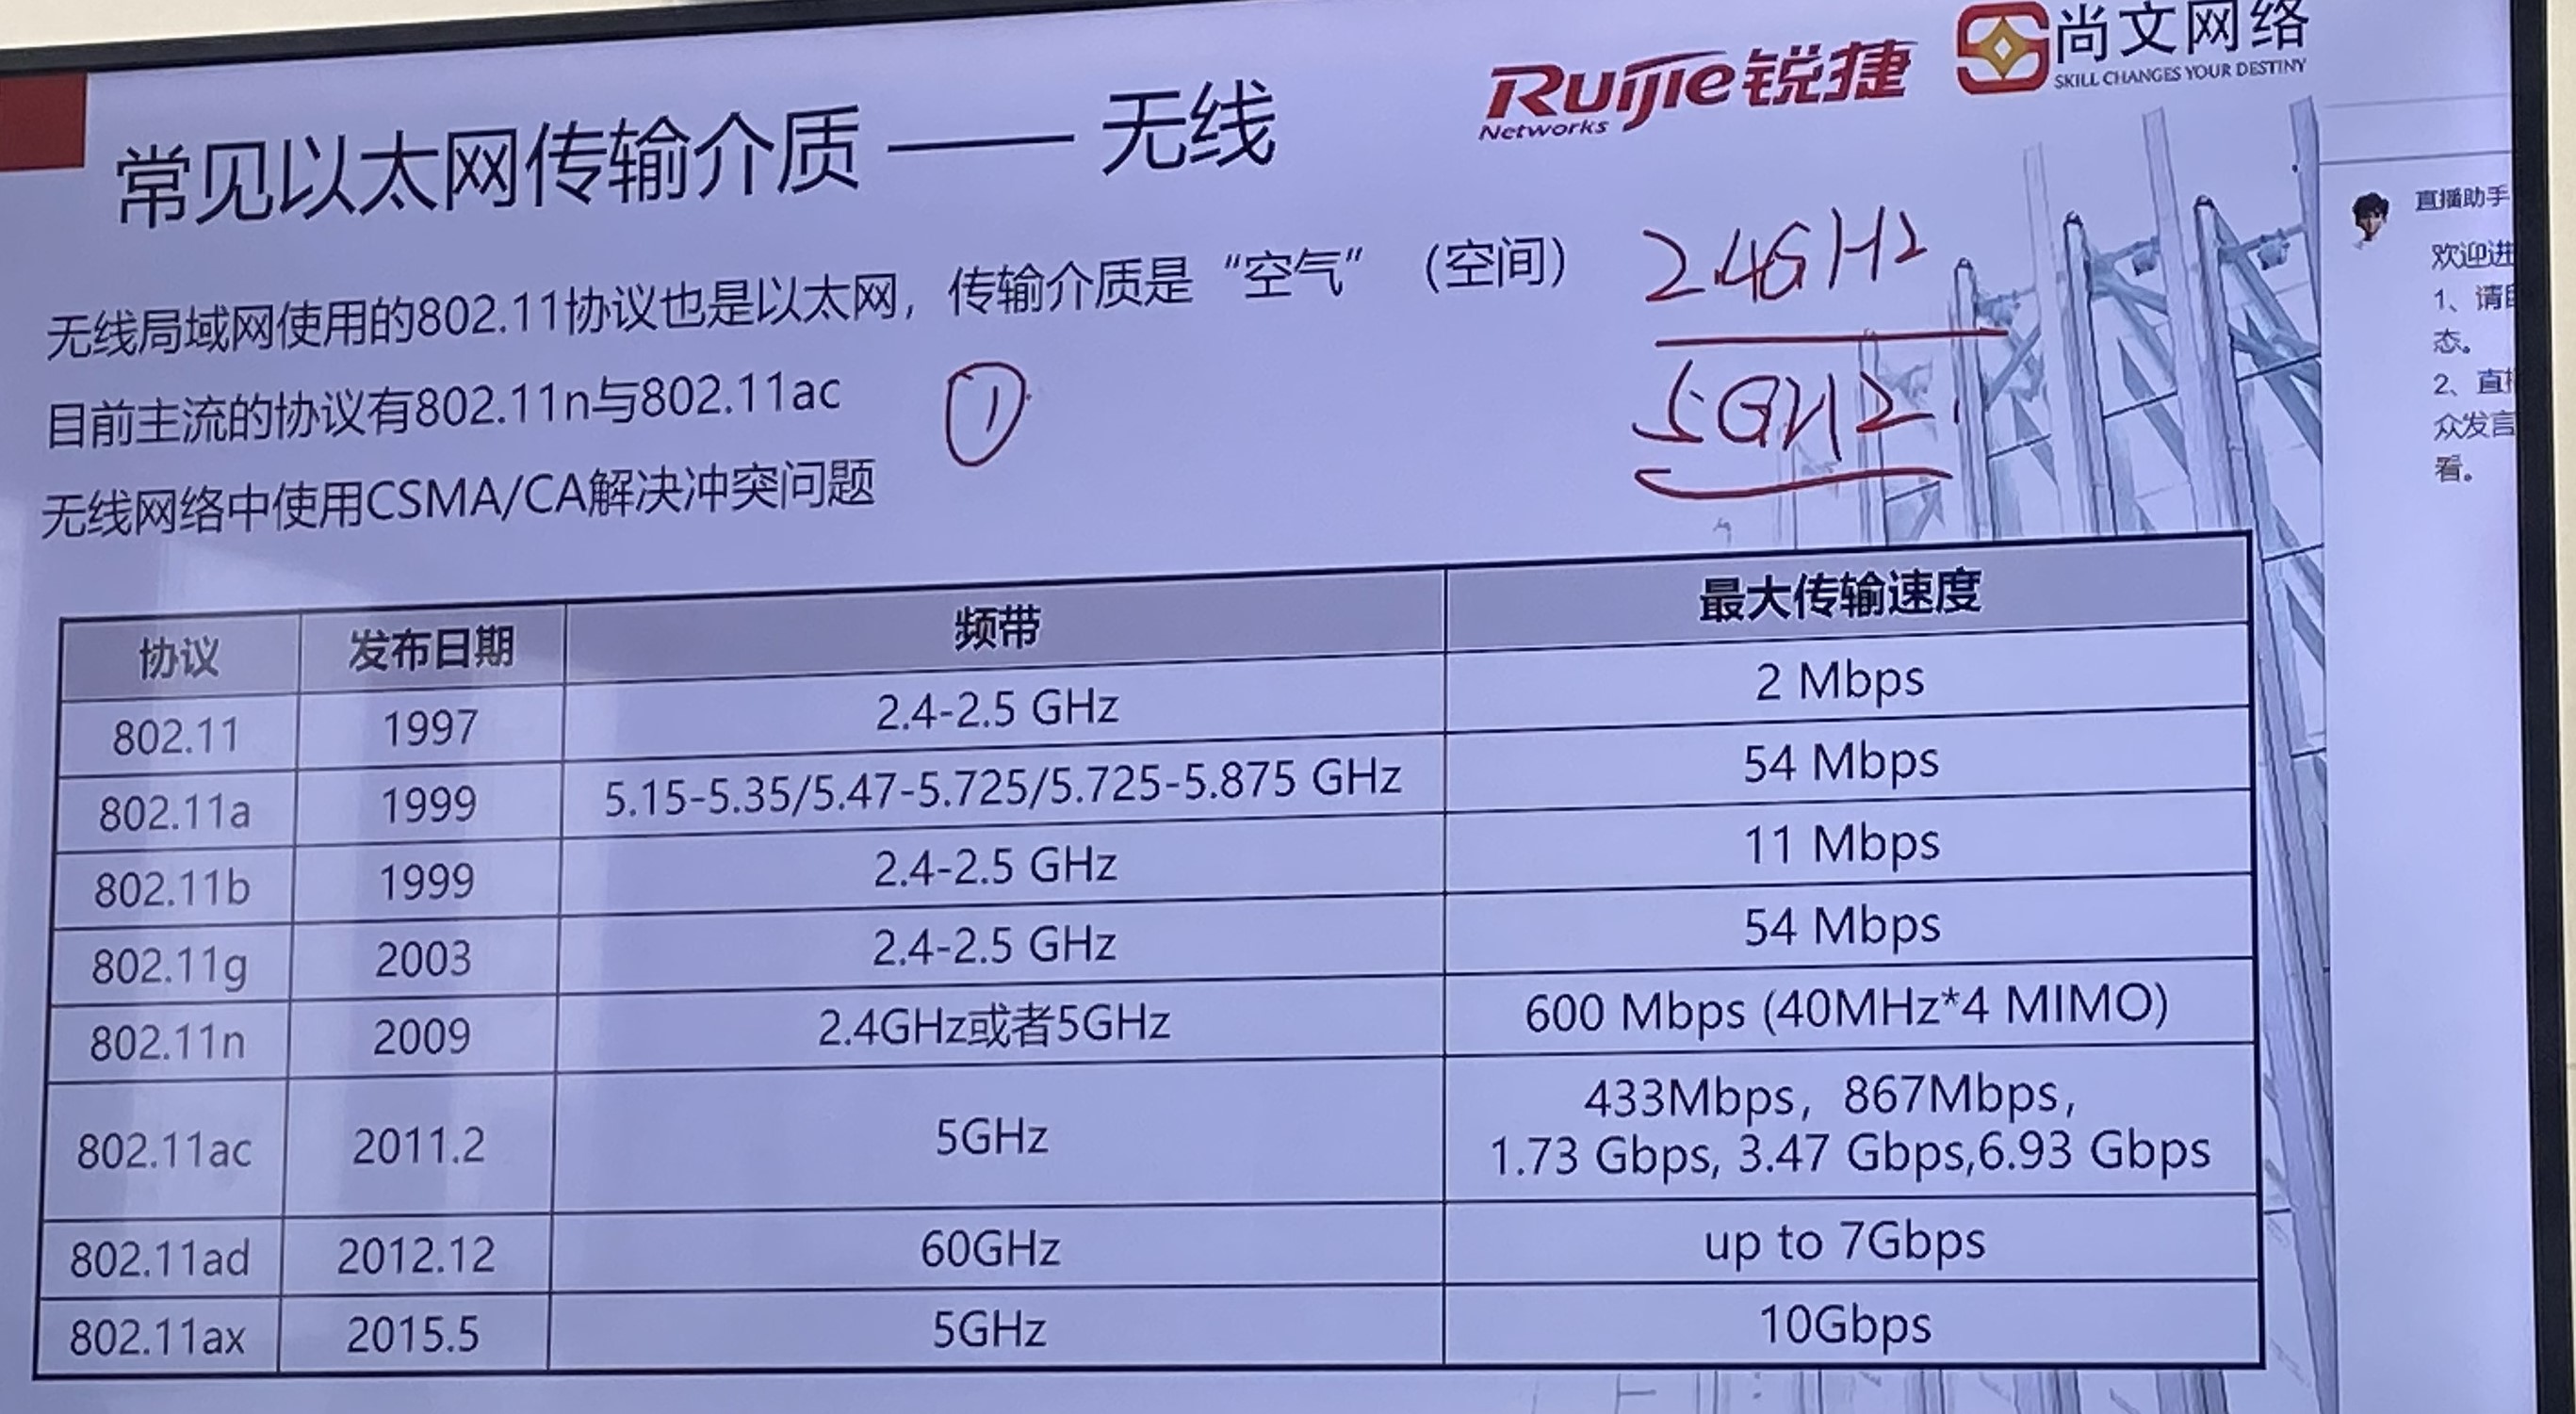 Ruijie锐捷
Networks
尚文网络
SKILL CHANGES YOUR DESTINY
常见以太网传输介质 —— 无线
无线局域网使用的802.11协议也是以太网，传输介质是“空气”（空间）
目前主流的协议有802.11n与802.11ac
无线网络中使用CSMA/CA解决冲突问题
①
2.4GHz
5GHz
协议 发布日期 频带 最大传输速度
802.11 1997 2.4-2.5 GHz 2 Mbps
802.11a 1999 5.15-5.35/5.47-5.725/5.725-5.875 GHz 54 Mbps
802.11b 1999 2.4-2.5 GHz 11 Mbps
802.11g 2003 2.4-2.5 GHz 54 Mbps
802.11n 2009 2.4GHz或者5GHz 600 Mbps (40MHz*4 MIMO)
802.11ac 2011.2 5GHz 433Mbps，867Mbps，
1.73 Gbps, 3.47 Gbps,6.93 Gbps
802.11ad 2012.12 60GHz up to 7Gbps
802.11ax 2015.5 5GHz 10Gbps
直播助手
欢迎进
1、请
态。
2、直
众发言
看。